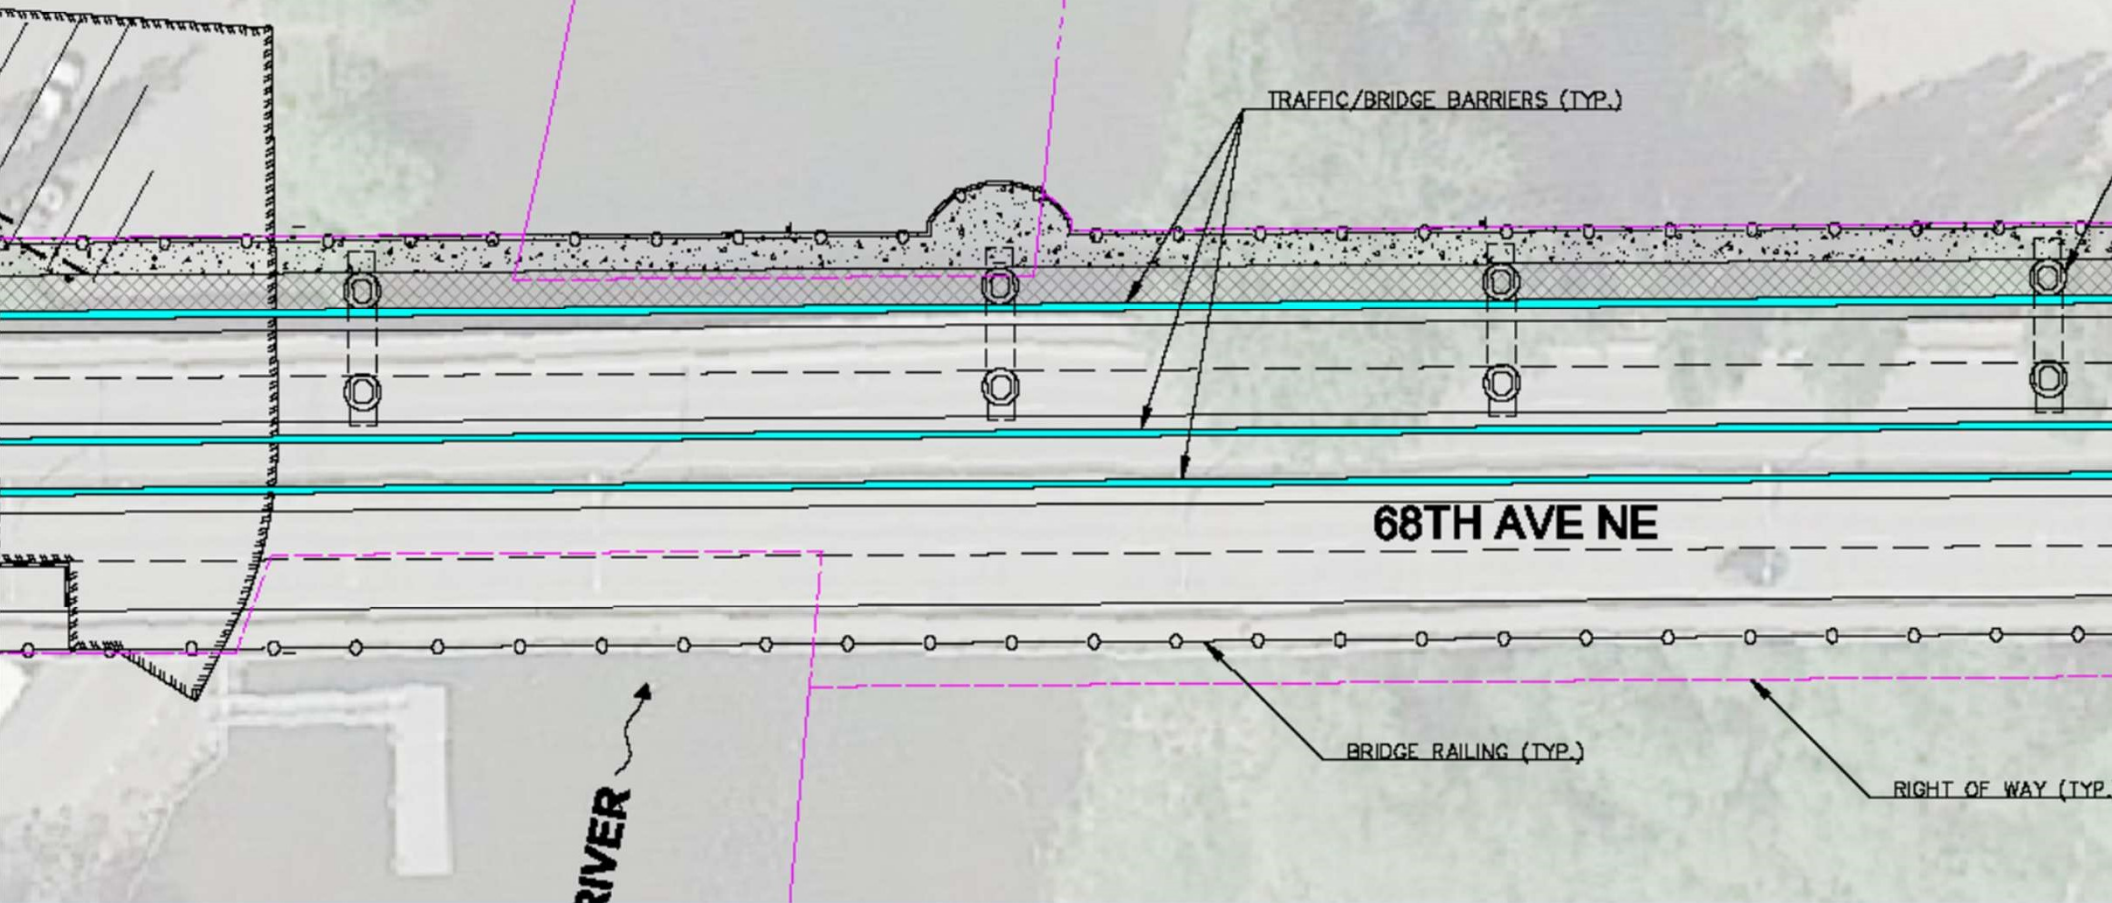 TRAFFIC/BRIDGE BARRIERS (TYP.)
68TH AVE NE
BRIDGE RAILING (TYP.)
RIGHT OF WAY (TYP.
RIVER